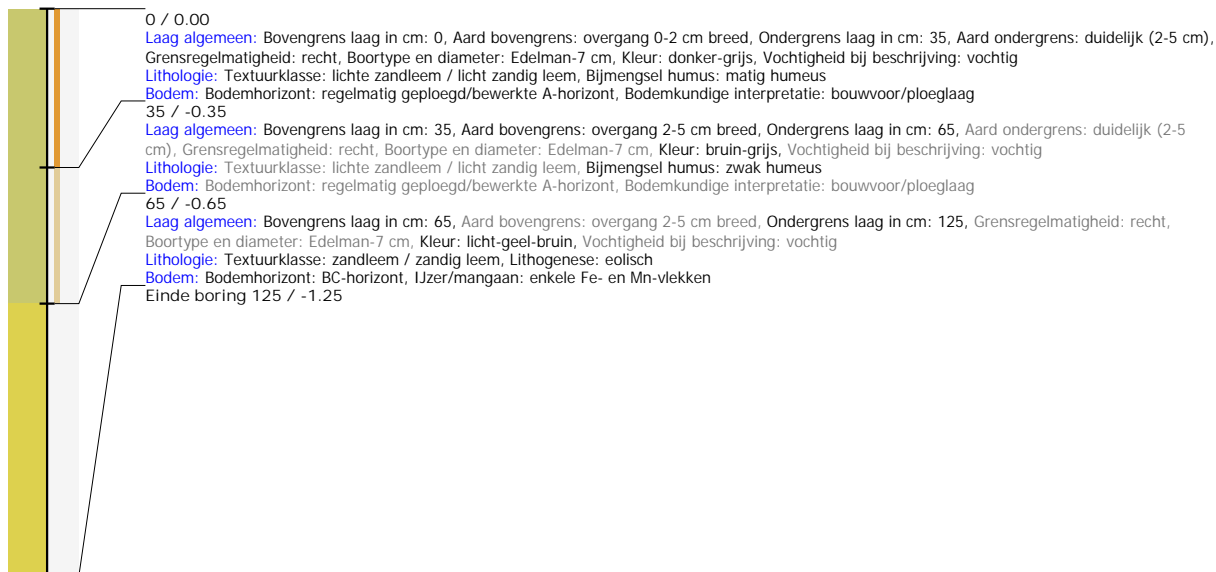 0 / 0.00
Laag algemeen: Bovengrens laag in cm: 0, Aard bovengrens: overgang 0-2 cm breed, Ondergrens laag in cm: 35, Aard ondergrens: duidelijk (2-5 cm),
Grensregelmatigheid: recht, Boortype en diameter: Edelman-7 cm, Kleur: donker-grijs, Vochtigheid bij beschrijving: vochtig
Lithologie: Textuurklasse: lichte zandleem / licht zandig leem, Bijmengsel humus: matig humeus
Bodem: Bodemhorizont: regelmatig geploegd/bewerkte A-horizont, Bodemkundige interpretatie: bouwvoor/ploeglaag
35 / -0.35
Laag algemeen: Bovengrens laag in cm: 35, Aard bovengrens: overgang 2-5 cm breed, Ondergrens laag in cm: 65, Aard ondergrens: duidelijk (2-5
cm), Grensregelmatigheid: recht, Boortype en diameter: Edelman-7 cm, Kleur: bruin-grijs, Vochtigheid bij beschrijving: vochtig
Lithologie: Textuurklasse: lichte zandleem / licht zandig leem, Bijmengsel humus: zwak humeus
Bodem: Bodemhorizont: regelmatig geploegd/bewerkte A-horizont, Bodemkundige interpretatie: bouwvoor/ploeglaag
65 / -0.65
Laag algemeen: Bovengrens laag in cm: 65, Aard bovengrens: overgang 2-5 cm breed, Ondergrens laag in cm: 125, Grensregelmatigheid: recht,
Boortype en diameter: Edelman-7 cm, Kleur: licht-geel-bruin, Vochtigheid bij beschrijving: vochtig
Lithologie: Textuurklasse: zandleem / zandig leem, Lithogenese: eolisch
Bodem: Bodemhorizont: BC-horizont, IJzer/mangaan: enkele Fe- en Mn-vlekken
Einde boring 125 / -1.25